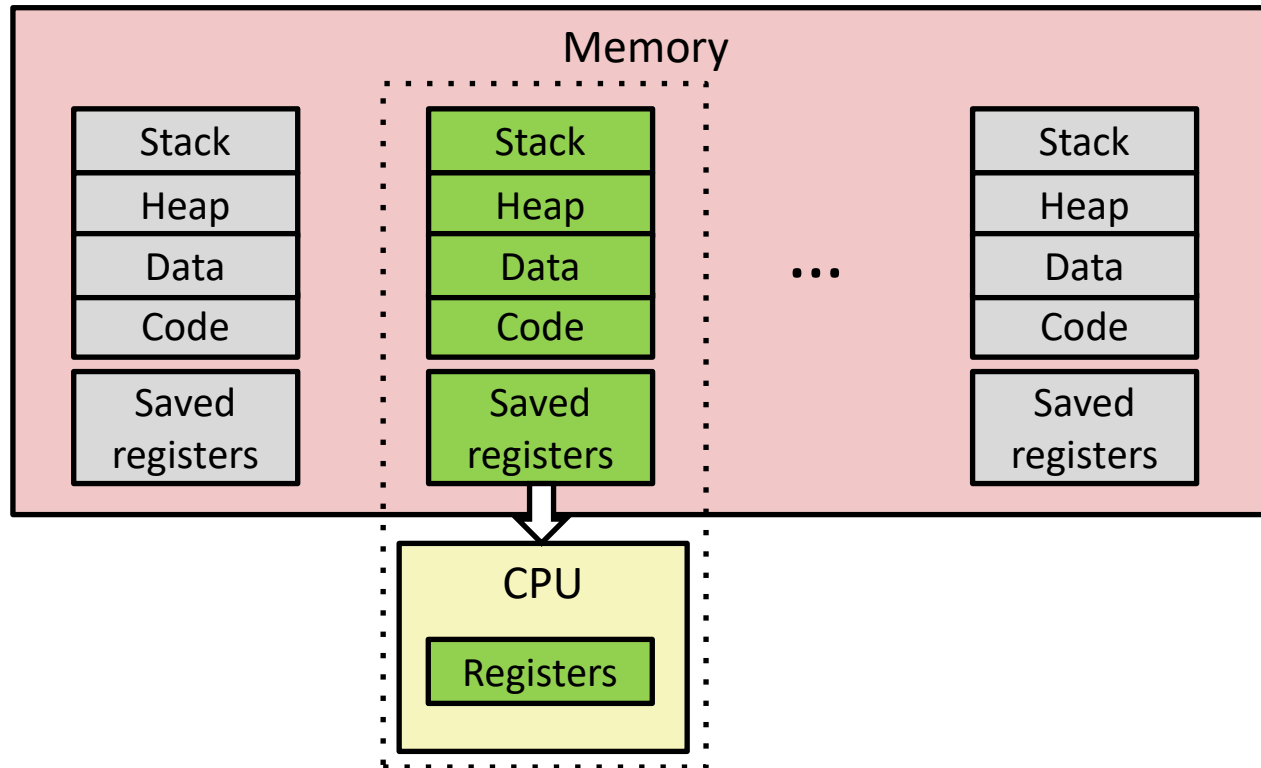 Memory
Stack
Heap
Data
Code
Saved
registers
Stack
Heap
Data
Code
Saved
registers
...
Stack
Heap
Data
Code
Saved
registers
CPU
Registers